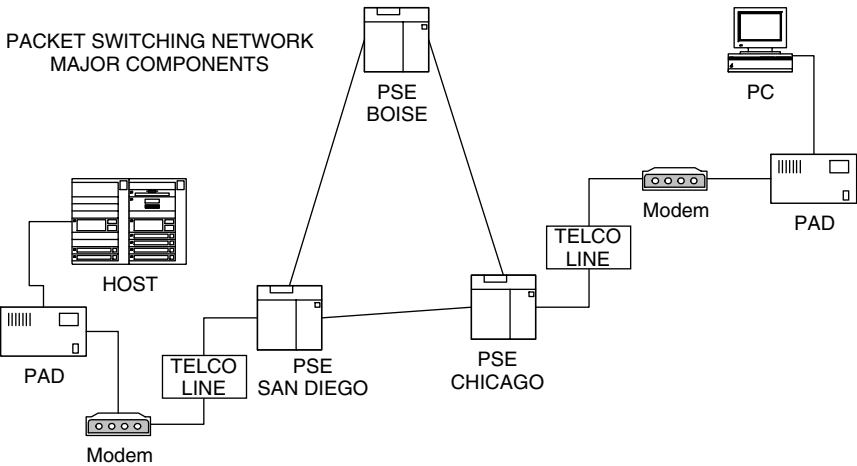 PACKET SWITCHING NETWORK
MAJOR COMPONENTS
PSE
BOISE
PC
Modem
PAD
TELCO
LINE
HOST
PSE
CHICAGO
PSE
SAN DIEGO
TELCO
LINE
PAD
Modem